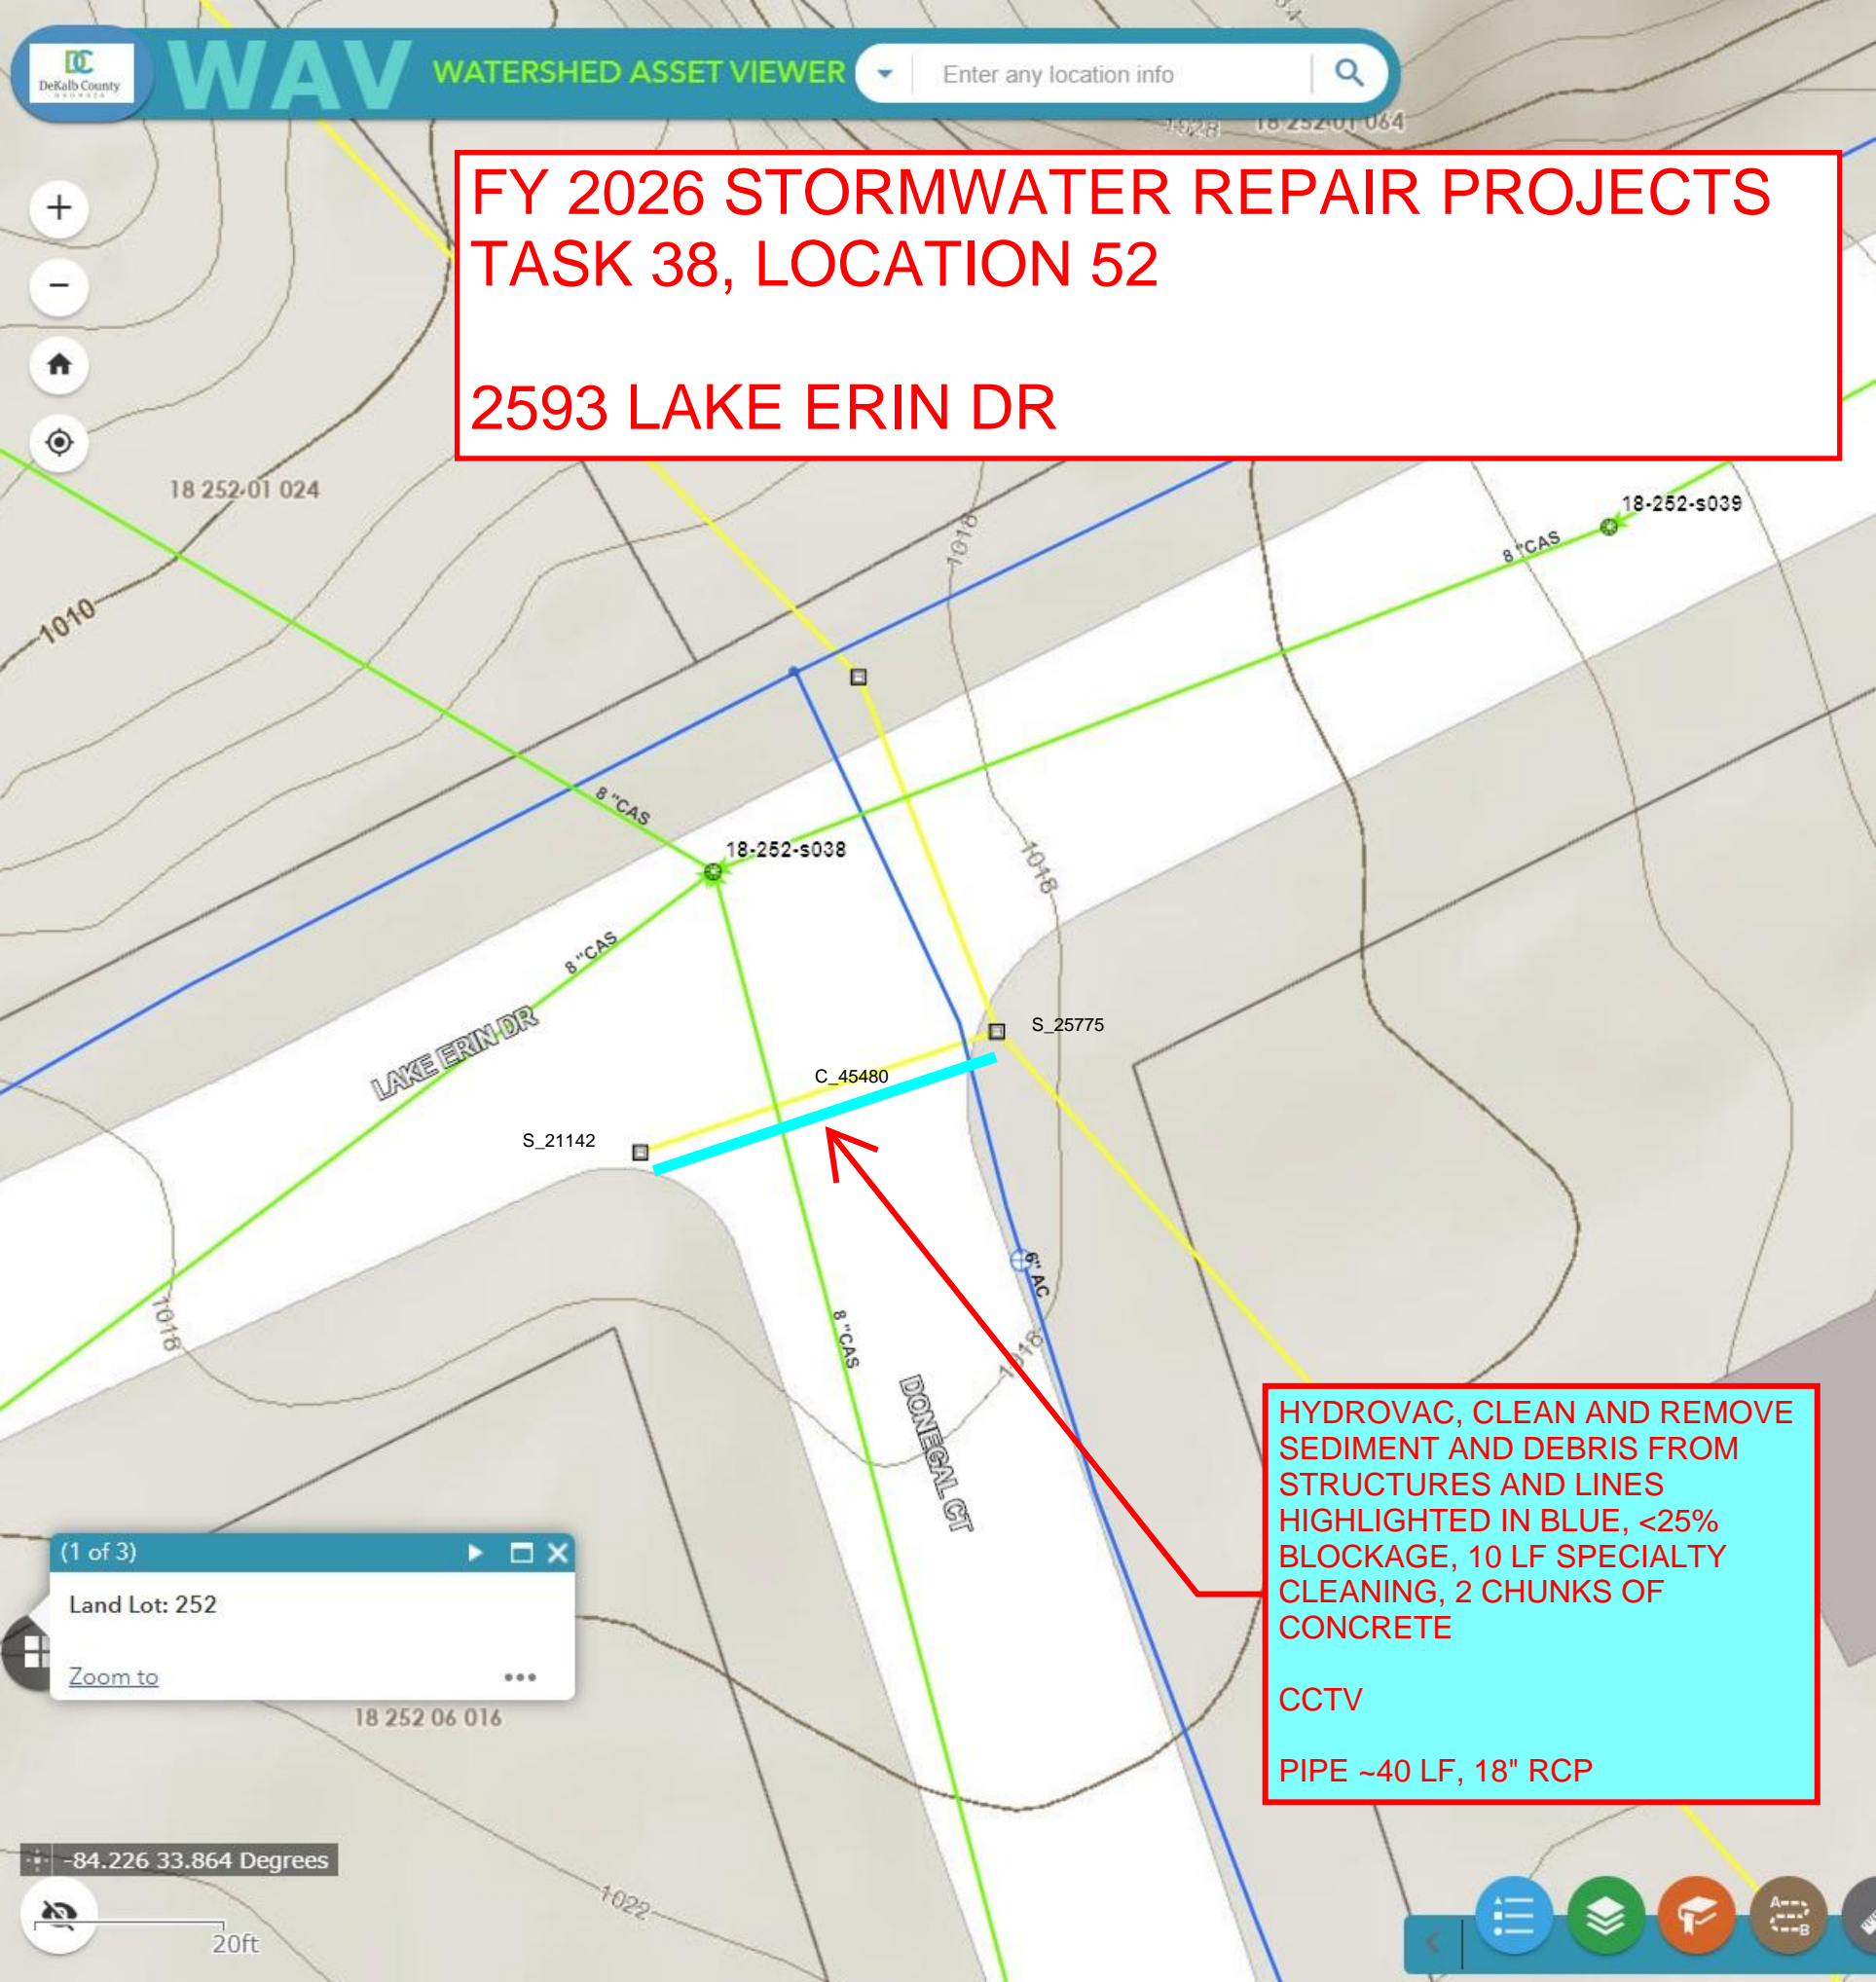 DC
DeKalb County
GEORGIA
WAV WATERSHED ASSET VIEWER
Enter any location info
1028
18 252 01 064
FY 2026 STORMWATER REPAIR PROJECTS
TASK 38, LOCATION 52
2593 LAKE ERIN DR
18 252 01 024
18-252-s039
1018
8 "CAS
1010
8 "CAS
18-252-s038
1018
8 "CAS
LAKE ERIN DR
S_25775
C_45480
S_21142
6" AC
1018
8 "CAS
1018
DONEGAL CT
HYDROVAC, CLEAN AND REMOVE
SEDIMENT AND DEBRIS FROM
STRUCTURES AND LINES
HIGHLIGHTED IN BLUE, <25%
BLOCKAGE, 10 LF SPECIALTY
CLEANING, 2 CHUNKS OF
CONCRETE
CCTV
PIPE ~40 LF, 18" RCP
(1 of 3)
Land Lot: 252
Zoom to
18 252 06 016
-84.226 33.864 Degrees
1022
20ft
A
B